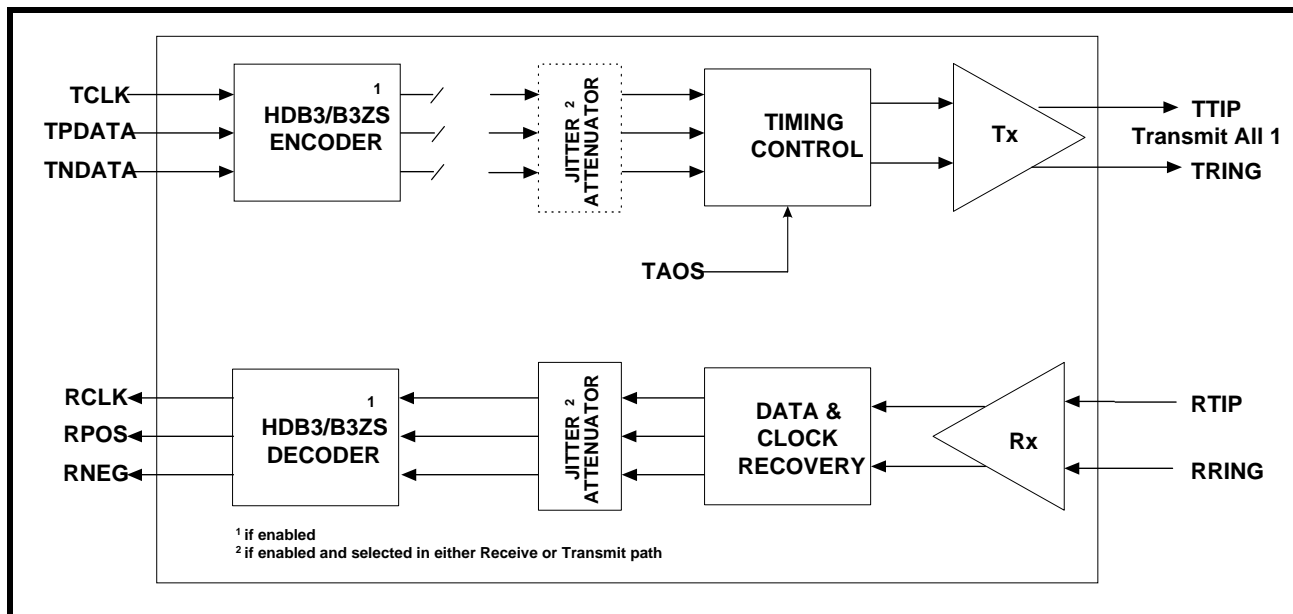 TCLK
TPDATA
TNDATA
1
HDB3/B3ZS
ENCODER
JITTER 2
ATTENUATOR
TIMING
CONTROL
Tx
TTIP
Transmit All 1
TRING
TAOS
RCLK
RPOS
RNEG
1
HDB3/B3ZS
DECODER
JITTER 2
ATTENUATOR
DATA &
CLOCK
RECOVERY
Rx
RTIP
RRING
1 if enabled
2 if enabled and selected in either Receive or Transmit path